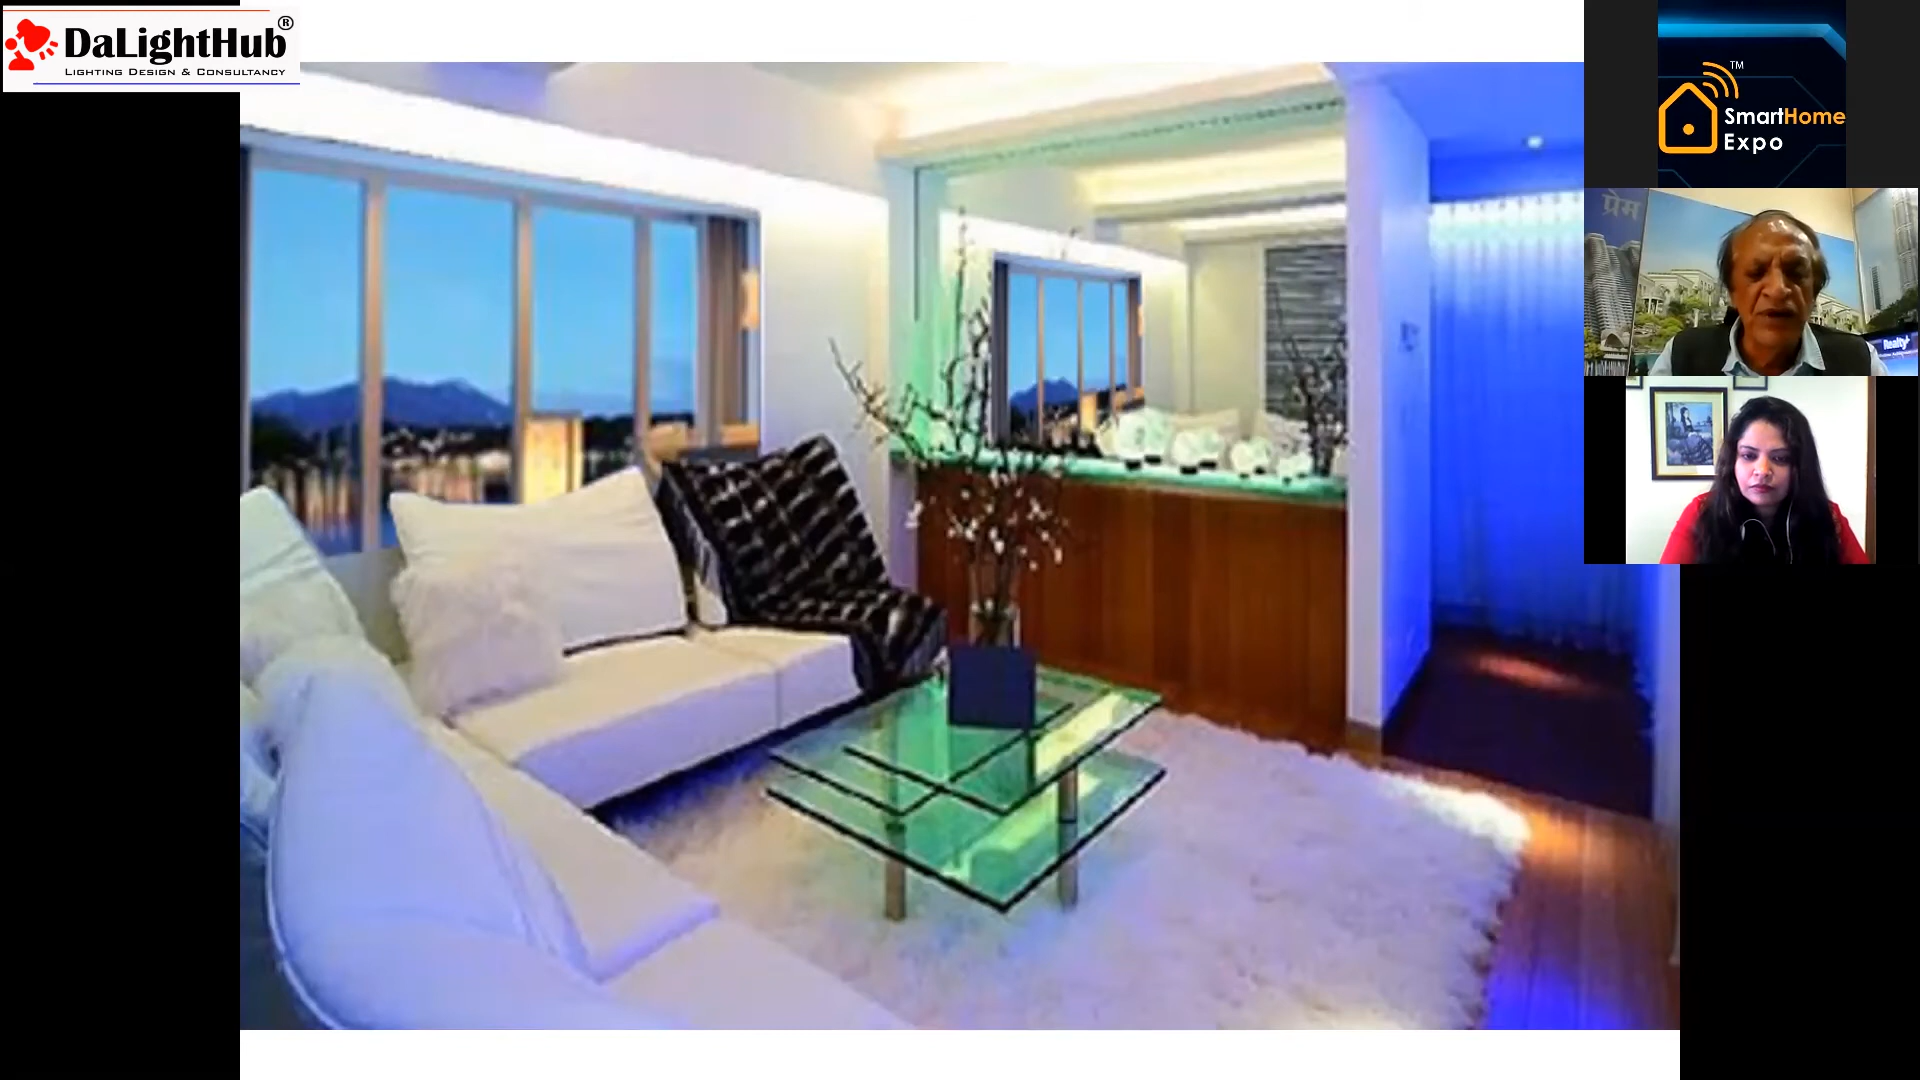 DaLightHub®
LIGHTING DESIGN & CONSULTANCY
TM
SmartHome
Expo
प्रेम
Realty+